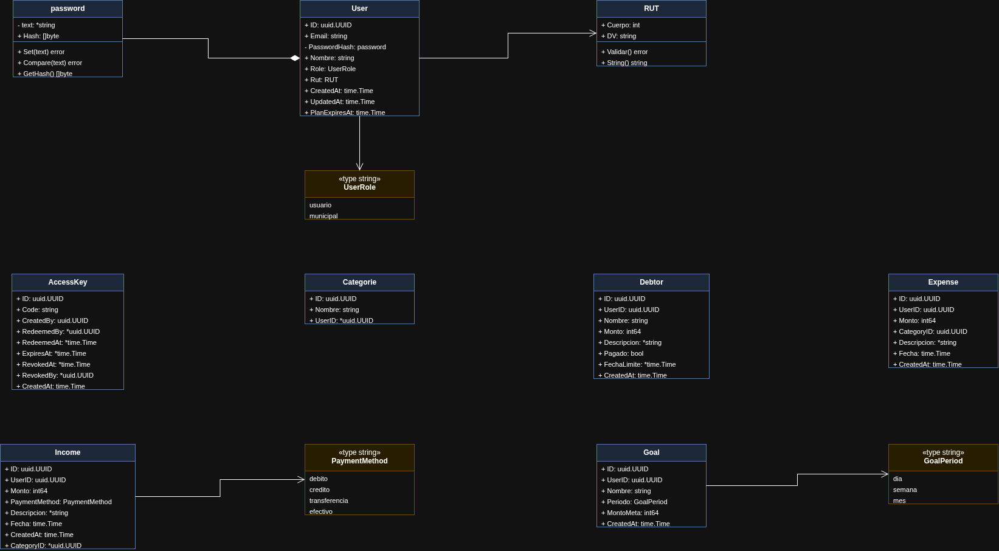 password
- text: *string
+ Hash: []byte
+ Set(text) error
+ Compare(text) error
+ GetHash() []byte
User
+ ID: uuid.UUID
+ Email: string
- PasswordHash: password
+ Nombre: string
+ Role: UserRole
+ Rut: RUT
+ CreatedAt: time.Time
+ UpdatedAt: time.Time
+ PlanExpiresAt: time.Time
RUT
+ Cuerpo: int
+ DV: string
+ Validar() error
+ String() string
«type string»
UserRole
usuario
municipal
AccessKey
+ ID: uuid.UUID
+ Code: string
+ CreatedBy: uuid.UUID
+ RedeemedBy: *uuid.UUID
+ RedeemedAt: *time.Time
+ ExpiresAt: *time.Time
+ RevokedAt: *time.Time
+ RevokedBy: *uuid.UUID
+ CreatedAt: time.Time
Categorie
+ ID: uuid.UUID
+ Nombre: string
+ UserID: *uuid.UUID
Debtor
+ ID: uuid.UUID
+ UserID: uuid.UUID
+ Nombre: string
+ Monto: int64
+ Descripcion: *string
+ Pagado: bool
+ FechaLimite: *time.Time
+ CreatedAt: time.Time
Expense
+ ID: uuid.UUID
+ UserID: uuid.UUID
+ Monto: int64
+ CategoryID: uuid.UUID
+ Descripcion: *string
+ Fecha: time.Time
+ CreatedAt: time.Time
Income
+ ID: uuid.UUID
+ UserID: uuid.UUID
+ Monto: int64
+ PaymentMethod: PaymentMethod
+ Descripcion: *string
+ Fecha: time.Time
+ CreatedAt: time.Time
+ CategoryID: *uuid.UUID
«type string»
PaymentMethod
debito
credito
transferencia
efectivo
Goal
+ ID: uuid.UUID
+ UserID: uuid.UUID
+ Nombre: string
+ Periodo: GoalPeriod
+ MontoMeta: int64
+ CreatedAt: time.Time
«type string»
GoalPeriod
dia
semana
mes